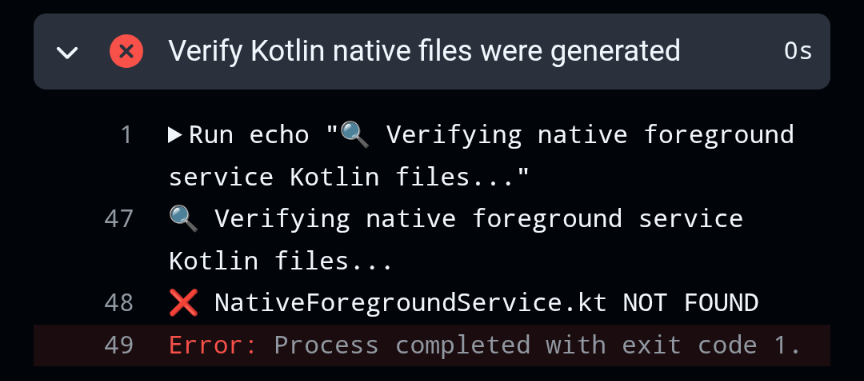 Verify Kotlin native files were generated 0s
1 ▶Run echo "🔍 Verifying native foreground
service Kotlin files..."
47 🔍 Verifying native foreground service
Kotlin files...
48 ❌ NativeForegroundService.kt NOT FOUND
49 Error: Process completed with exit code 1.